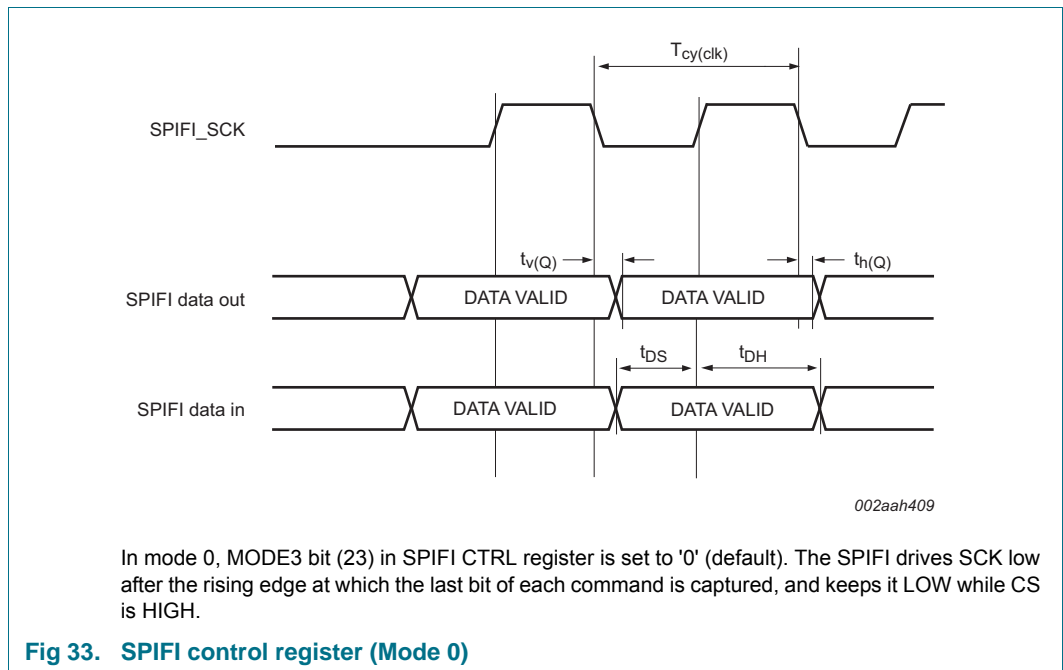 Tcy(clk)
SPIFI_SCK
tv(Q)
th(Q)
SPIFI data out
DATA VALID
DATA VALID
tDS
tDH
SPIFI data in
DATA VALID
DATA VALID
002aah409
In mode 0, MODE3 bit (23) in SPIFI CTRL register is set to '0' (default). The SPIFI drives SCK low
after the rising edge at which the last bit of each command is captured, and keeps it LOW while CS
is HIGH.
Fig 33. SPIFI control register (Mode 0)